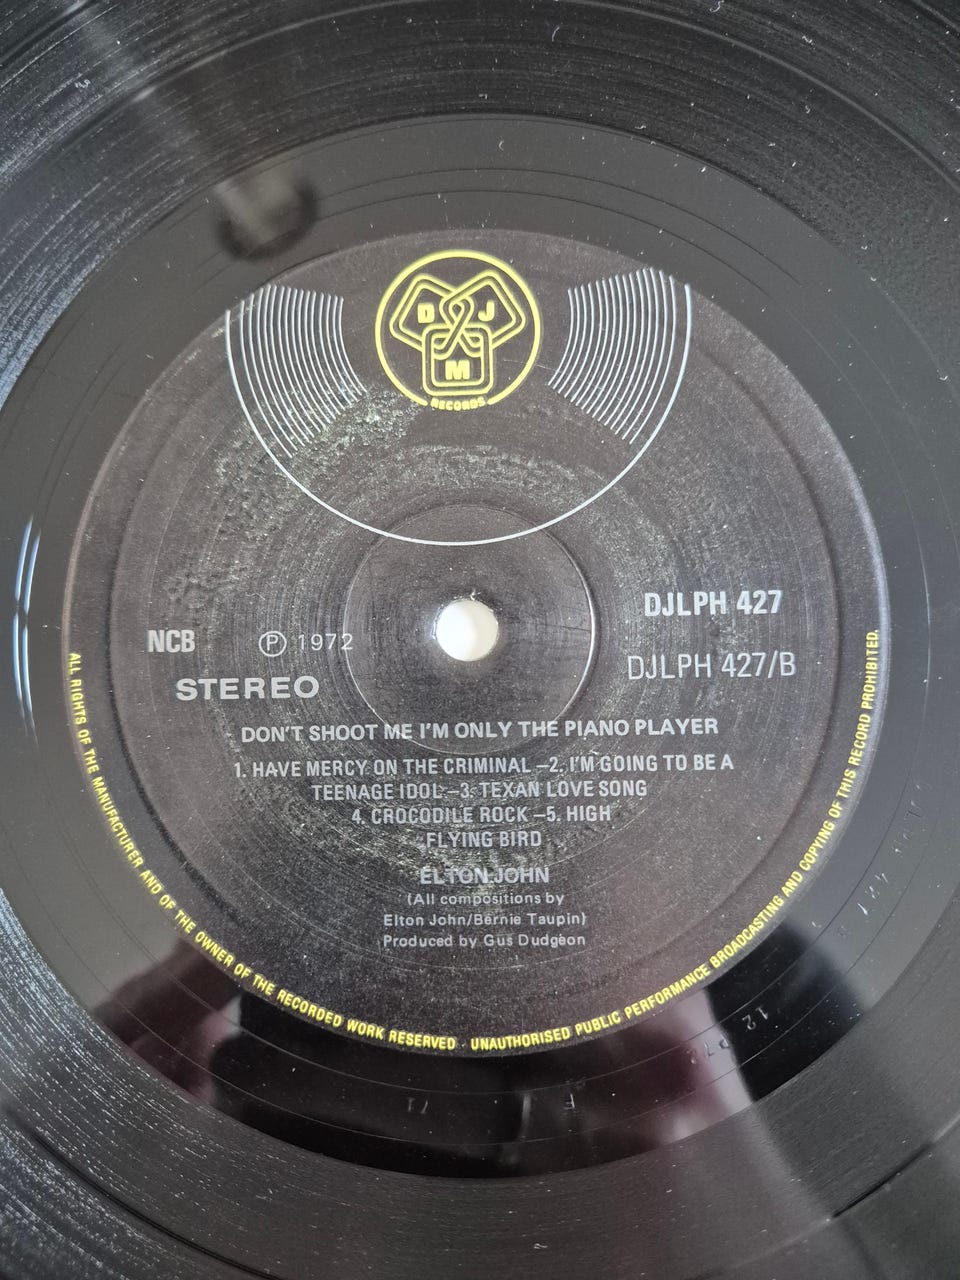 D J
M
RECORDS
NCB
Ⓟ 1972
STEREO
DJLPH 427
DJLPH 427/B
DON'T SHOOT ME I'M ONLY THE PIANO PLAYER
1. HAVE MERCY ON THE CRIMINAL –2. I'M GOING TO BE A
TEENAGE IDOL –3. TEXAN LOVE SONG
4. CROCODILE ROCK –5. HIGH
FLYING BIRD
ELTON JOHN
(All compositions by
Elton John/Bernie Taupin)
Produced by Gus Dudgeon
ALL RIGHTS OF THE MANUFACTURER AND OF THE OWNER OF THE RECORDED WORK RESERVED · UNAUTHORISED PUBLIC PERFORMANCE BROADCASTING AND COPYING OF THIS RECORD PROHIBITED.
12
71